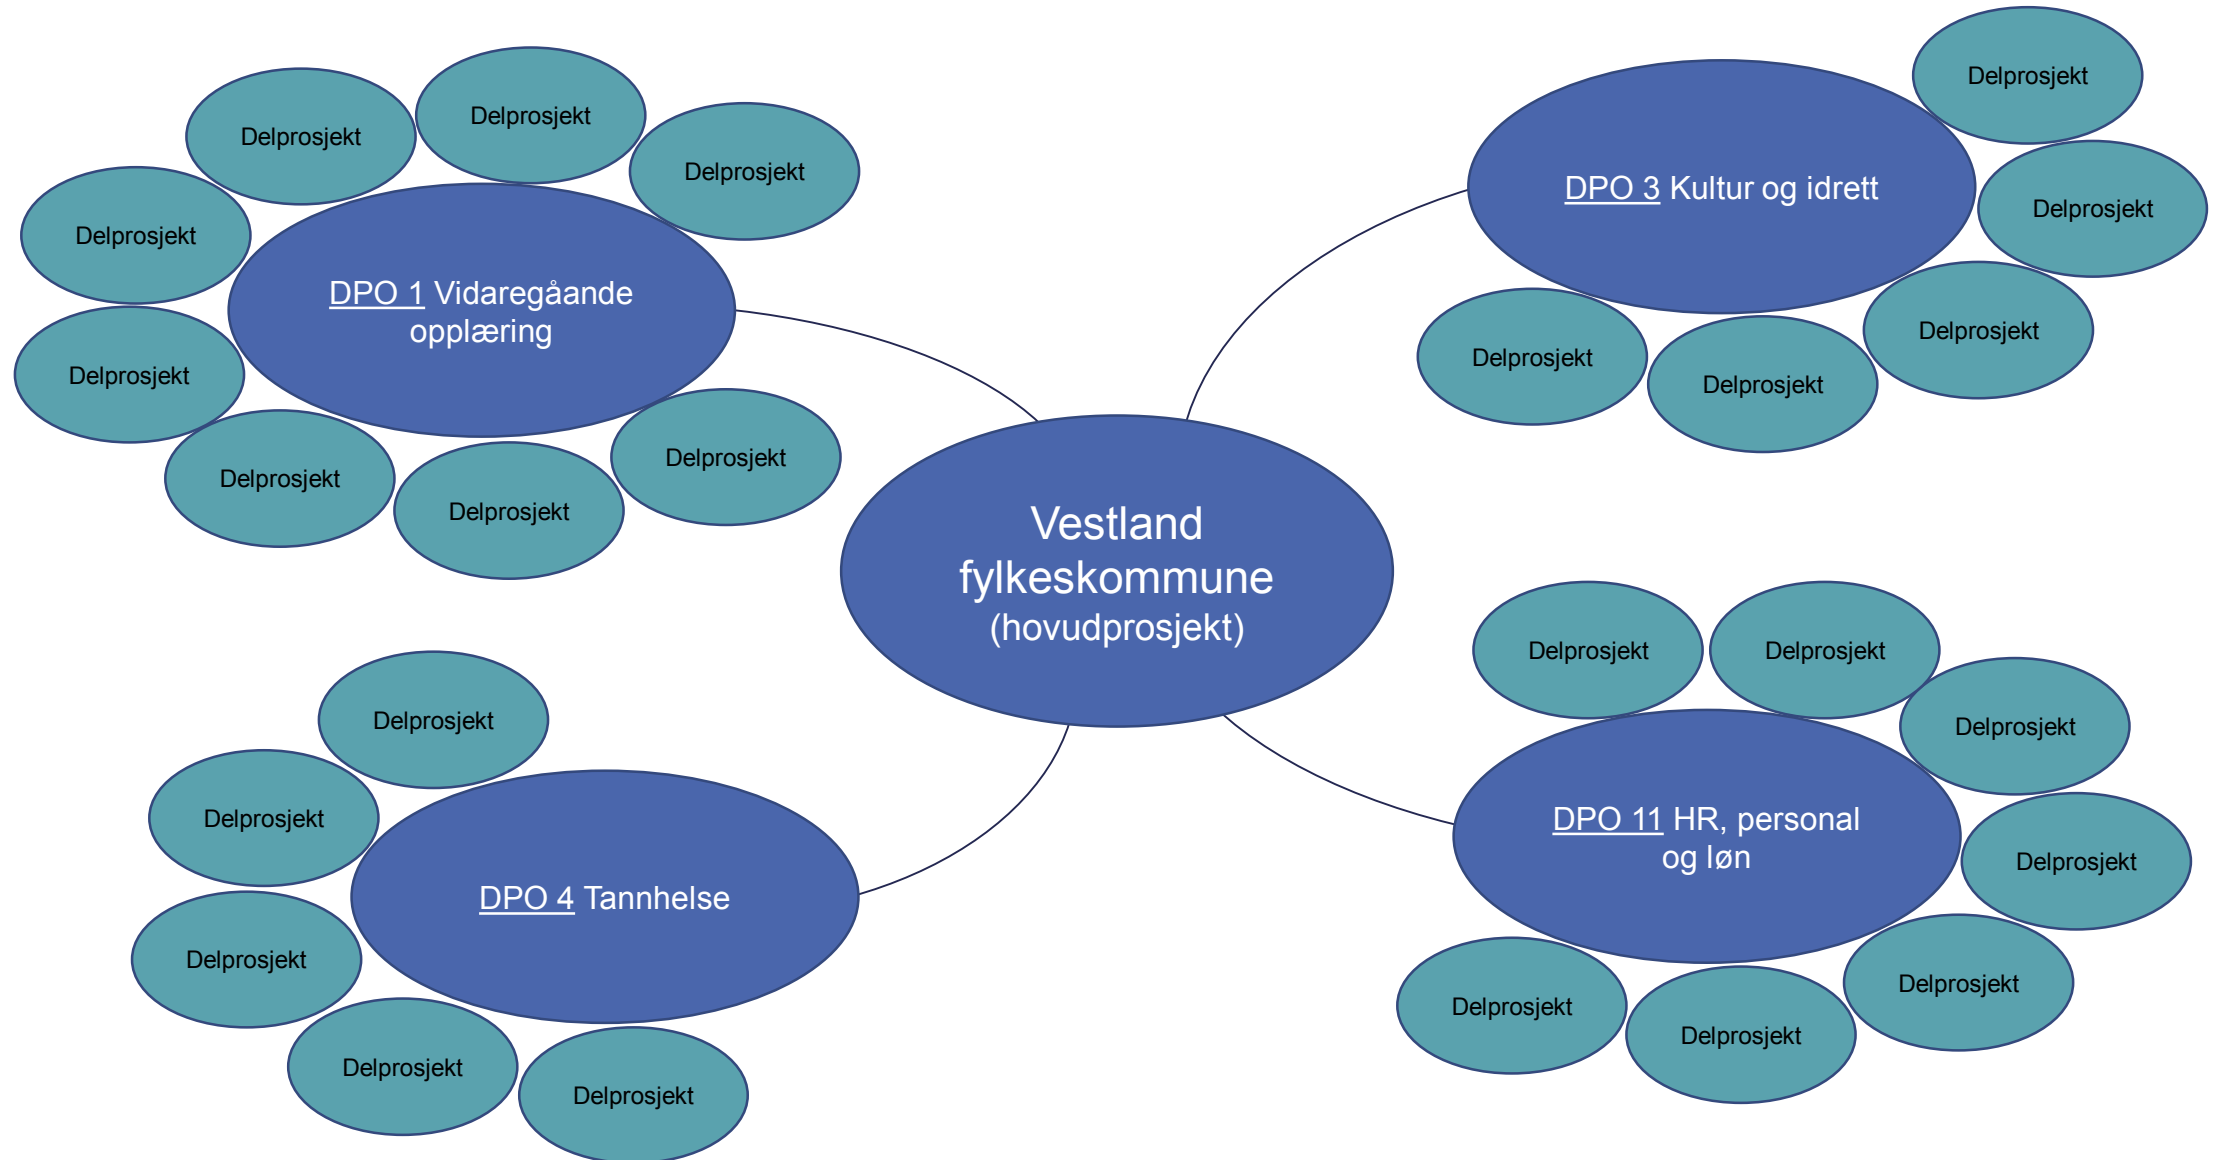 Delprosjekt
Delprosjekt
Delprosjekt
Delprosjekt
Delprosjekt
Delprosjekt
Delprosjekt
Delprosjekt
DPO 1 Vidaregåande
opplæring
Delprosjekt
Delprosjekt
Delprosjekt
Delprosjekt
Delprosjekt
DPO 3 Kultur og idrett
Vestland
fylkeskommune
(hovudprosjekt)
Delprosjekt
Delprosjekt
Delprosjekt
Delprosjekt
Delprosjekt
DPO 4 Tannhelse
Delprosjekt
Delprosjekt
Delprosjekt
Delprosjekt
Delprosjekt
Delprosjekt
Delprosjekt
DPO 11 HR, personal
og løn